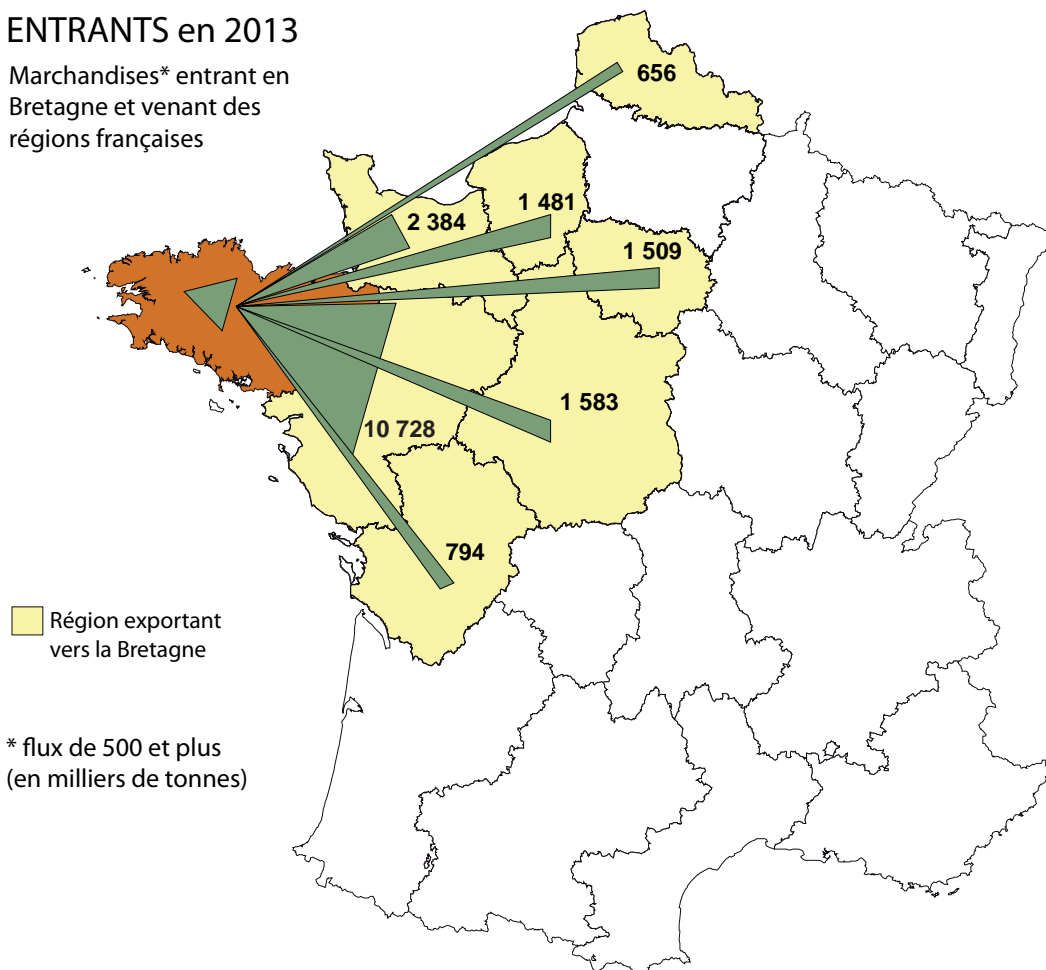 ENTRANTS en 2013
Marchandises* entrant en
Bretagne et venant des
régions françaises
656
2 384
1 481
1 509
1 583
10 728
794
Région exportant
vers la Bretagne
* flux de 500 et plus
(en milliers de tonnes)